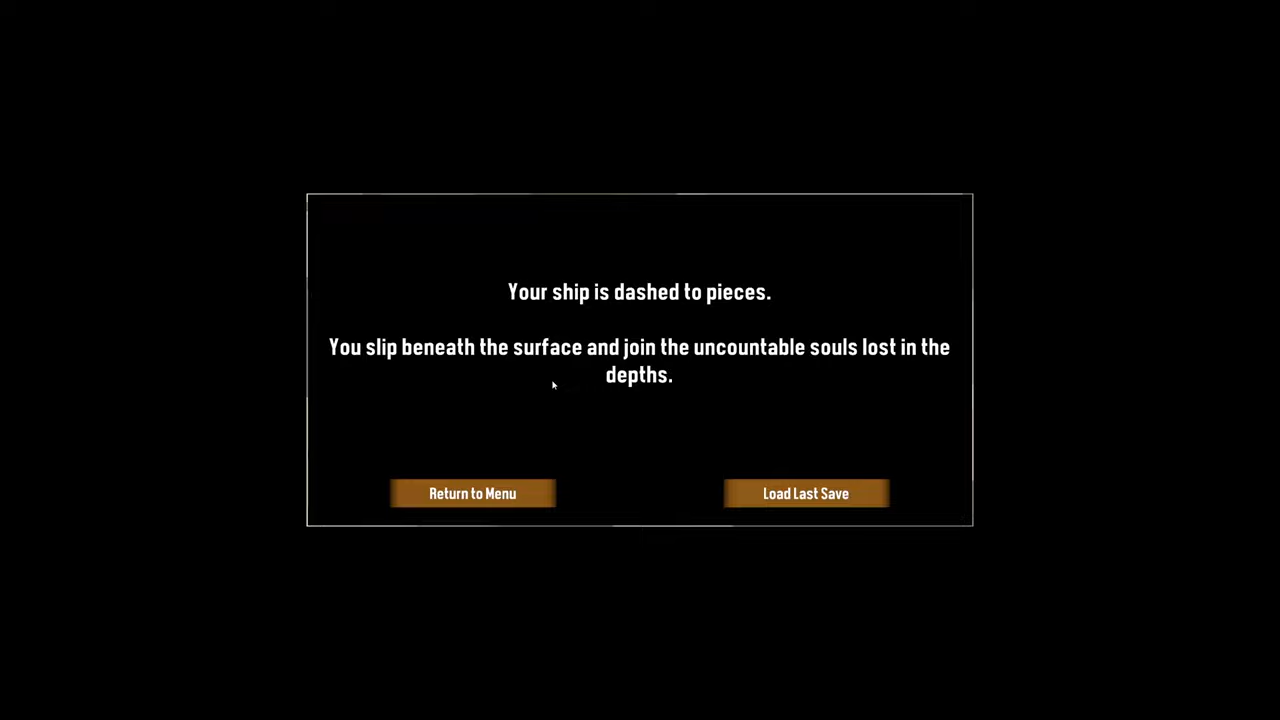 Your ship is dashed to pieces.
You slip beneath the surface and join the uncountable souls lost in the
depths.
Return to Menu
Load Last Save